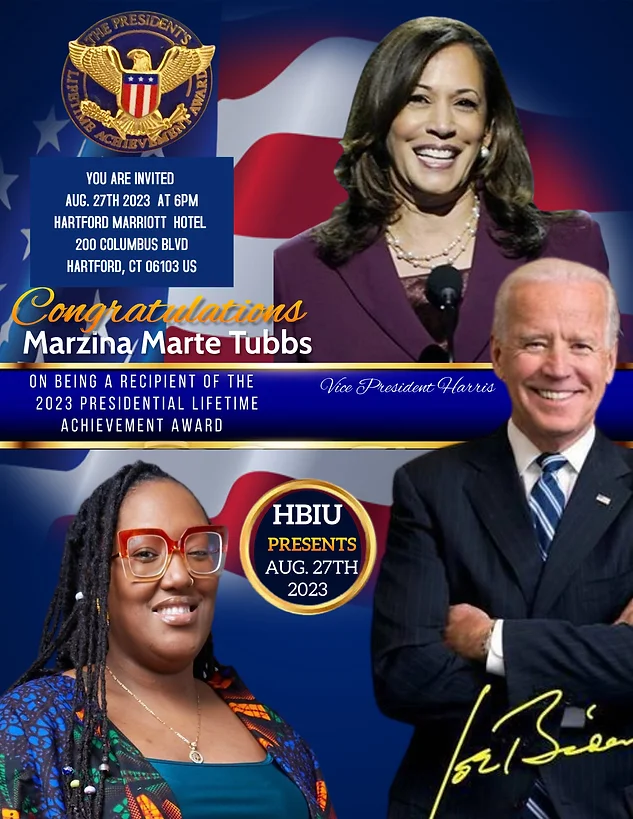 THE PRESIDENT'S
LIFETIME ACHIEVEMENT AWARD
YOU ARE INVITED
AUG. 27TH 2023 AT 6PM
HARTFORD MARRIOTT HOTEL
200 COLUMBUS BLVD
HARTFORD, CT 06103 US
Congratulations
Marzina Marte Tubbs
ON BEING A RECIPIENT OF THE
2023 PRESIDENTIAL LIFETIME
ACHIEVEMENT AWARD
Vice President Harris
HBIU
PRESENTS
AUG. 27TH
2023
Joe Biden